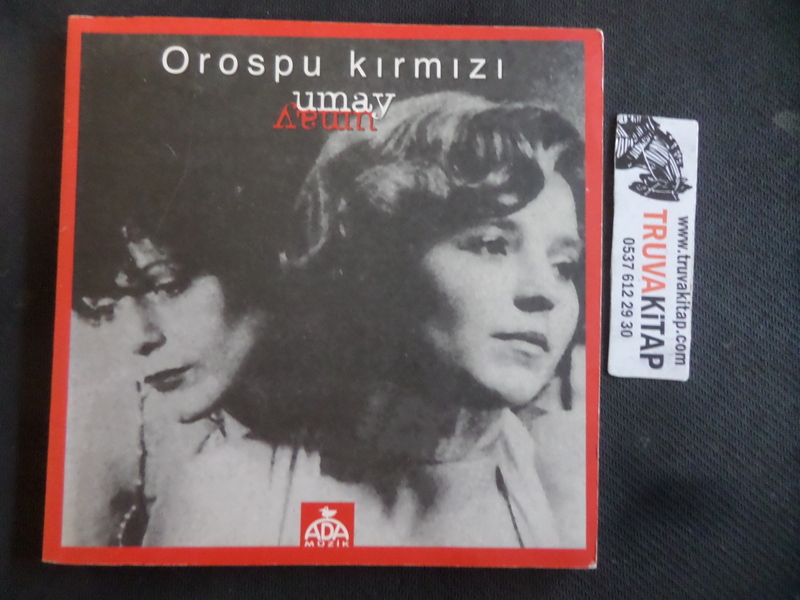 Orospu kırmızı
umay
umay
ADA
MÜZİK
www.truvakitap.com
TRUVAKiTAP
0537 612 29 30